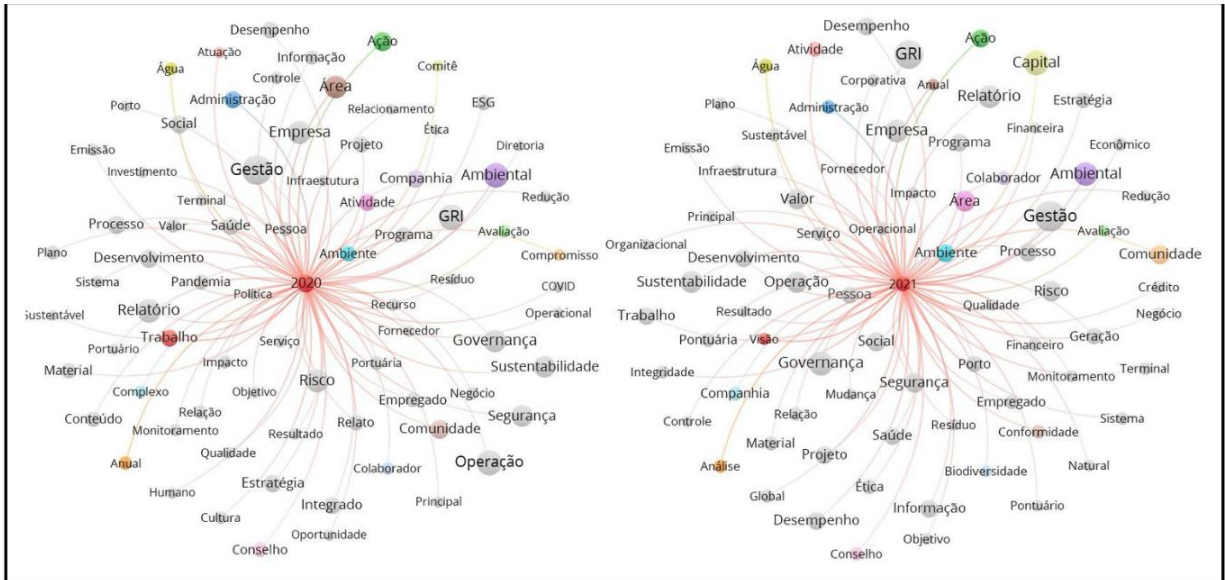 Desempenho
Ação
Atuação
Informação
Água
Comitê
Controle
Área
Administração
Porto
Relacionamento
ESG
Social
Empresa
Ética
Emissão
Projeto
Diretoria
Investimento
Gestão
Infraestutura
Companhia
Ambiental
Terminal
Atividade
Redução
Processo
Valor
Saúde
Pessoa
GRI
Programa
Avaliação
Plano
Desenvolvimento
Ambiente
Compromisso
Sistema
Pandemia
2020
Resíduo
COVID
Política
Sustentável
Relatório
Recurso
Operacional
Trabalho
Fornecedor
Portuário
Serviço
Governança
Material
Impacto
Portuária
Sustentabilidade
Complexo
Objetivo
Risco
Negócio
Conteúdo
Relação
Empregado
Segurança
Monitoramento
Resultado
Relato
Comunidade
Qualidade
Anual
Colaborador
Operação
Humano
Estratégia
Principal
Cultura
Integrado
Oportunidade
Conselho
Desempenho
Ação
Atividade
GRI
Água
Capital
Corporativa
Anual
Plano
Administração
Relatório
Estratégia
Sustentável
Empresa
Financeira
Emissão
Programa
Econômico
Infraestrutura
Fornecedor
Colaborador
Ambiental
Valor
Impacto
Redução
Área
Principal
Gestão
Serviço
Operacional
Avaliação
Organizacional
Ambiente
Processo
Comunidade
Desenvolvimento
Sustentabilidade
Operação
2021
Risco
Crédito
Pessoa
Qualidade
Trabalho
Resultado
Negócio
Pontuária
Visão
Social
Financeiro
Geração
Integridade
Governança
Porto
Terminal
Companhia
Mudança
Segurança
Monitoramento
Controle
Relação
Empregado
Sistema
Material
Saúde
Resíduo
Conformidade
Análise
Projeto
Biodiversidade
Natural
Global
Ética
Desempenho
Informação
Pontuário
Objetivo
Conselho